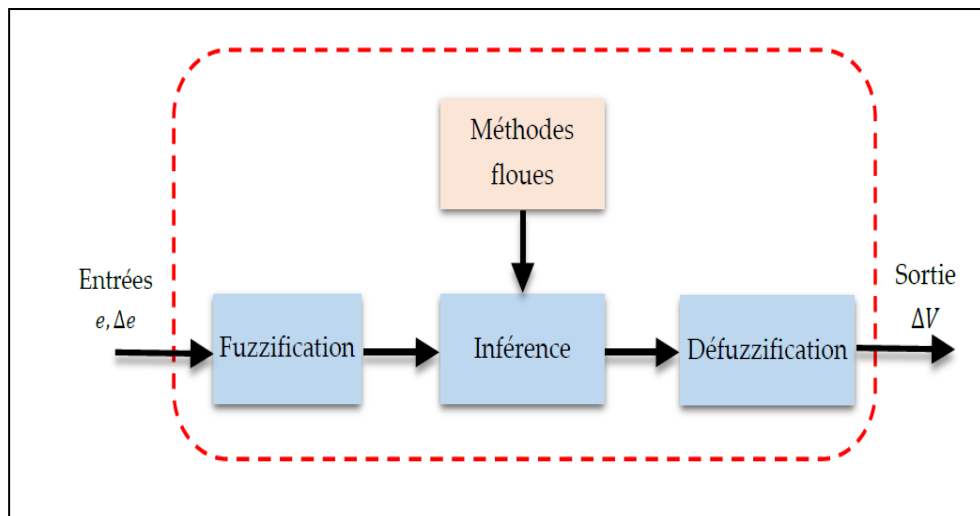 Méthodes
floues
Entrées
e, Δe
Fuzzification
Inférence
Défuzzification
Sortie
ΔV